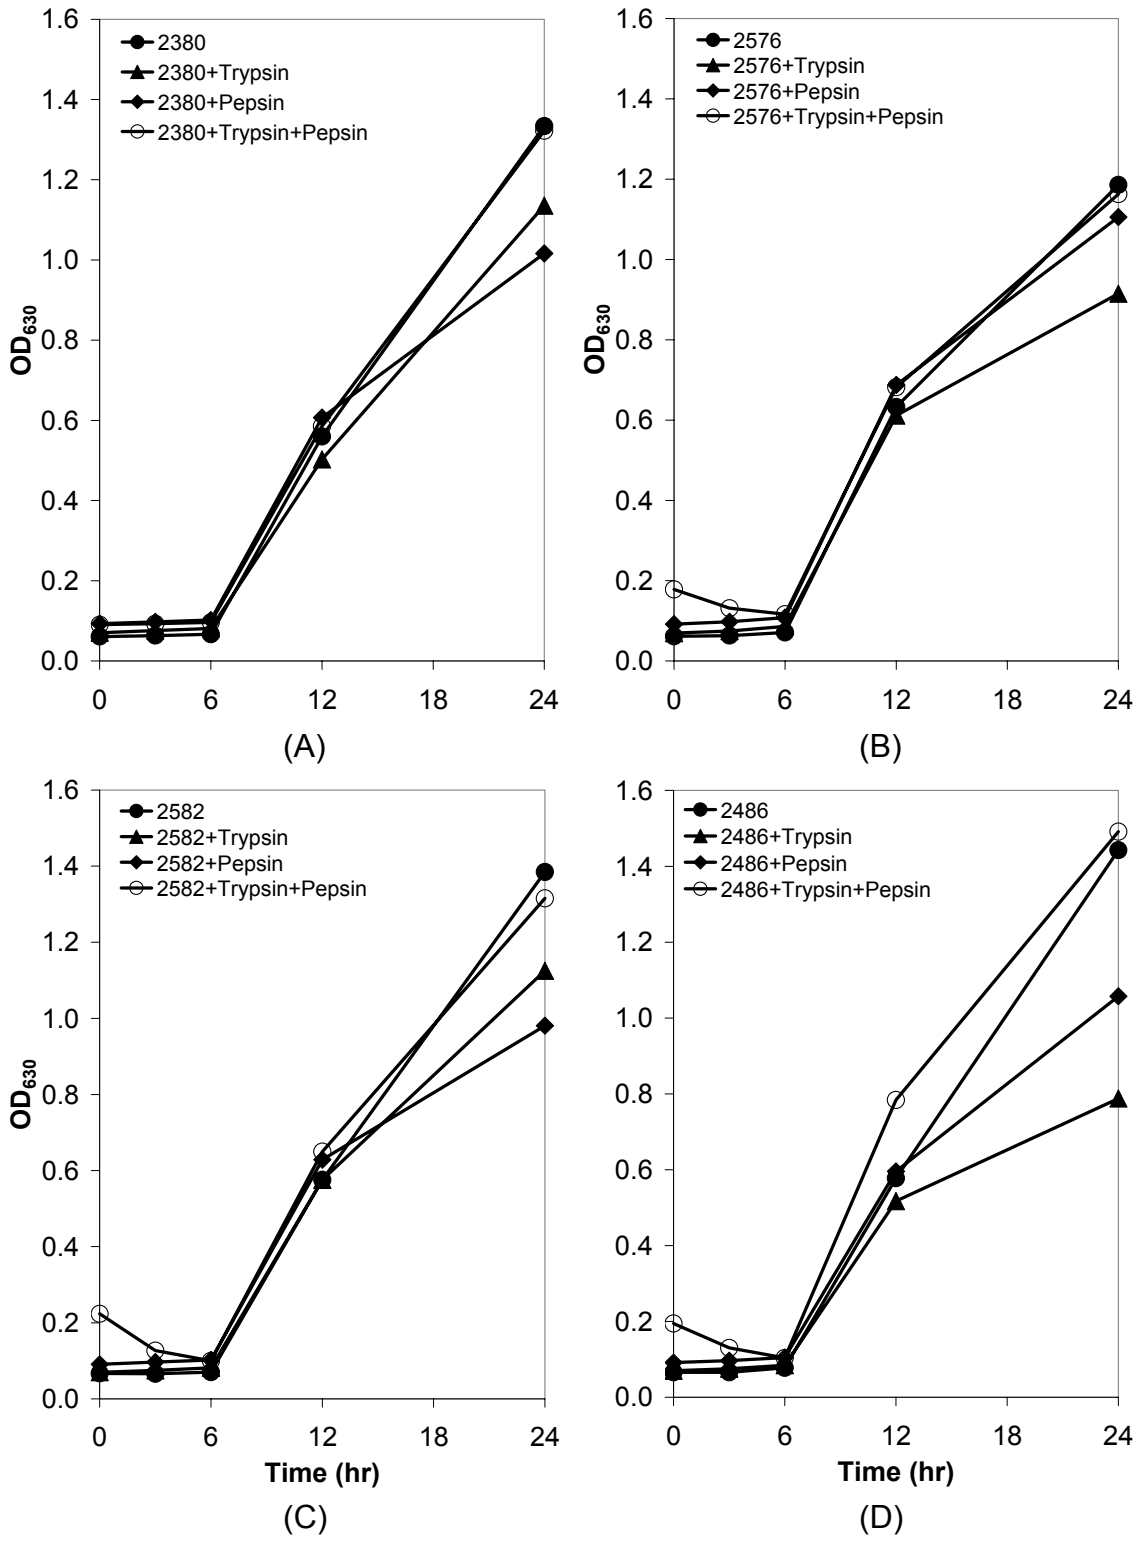 1.6
1.4
1.2
1.0
0.8
0.6
0.4
0.2
0.0
OD630
2380
2380+Trypsin
2380+Pepsin
2380+Trypsin+Pepsin
0 6 12 18 24
(A)
1.6
1.4
1.2
1.0
0.8
0.6
0.4
0.2
0.0
OD630
2576
2576+Trypsin
2576+Pepsin
2576+Trypsin+Pepsin
0 6 12 18 24
(B)
1.6
1.4
1.2
1.0
0.8
0.6
0.4
0.2
0.0
OD630
2582
2582+Trypsin
2582+Pepsin
2582+Trypsin+Pepsin
0 6 12 18 24
Time (hr)
(C)
1.6
1.4
1.2
1.0
0.8
0.6
0.4
0.2
0.0
2486
2486+Trypsin
2486+Pepsin
2486+Trypsin+Pepsin
0 6 12 18 24
Time (hr)
(D)